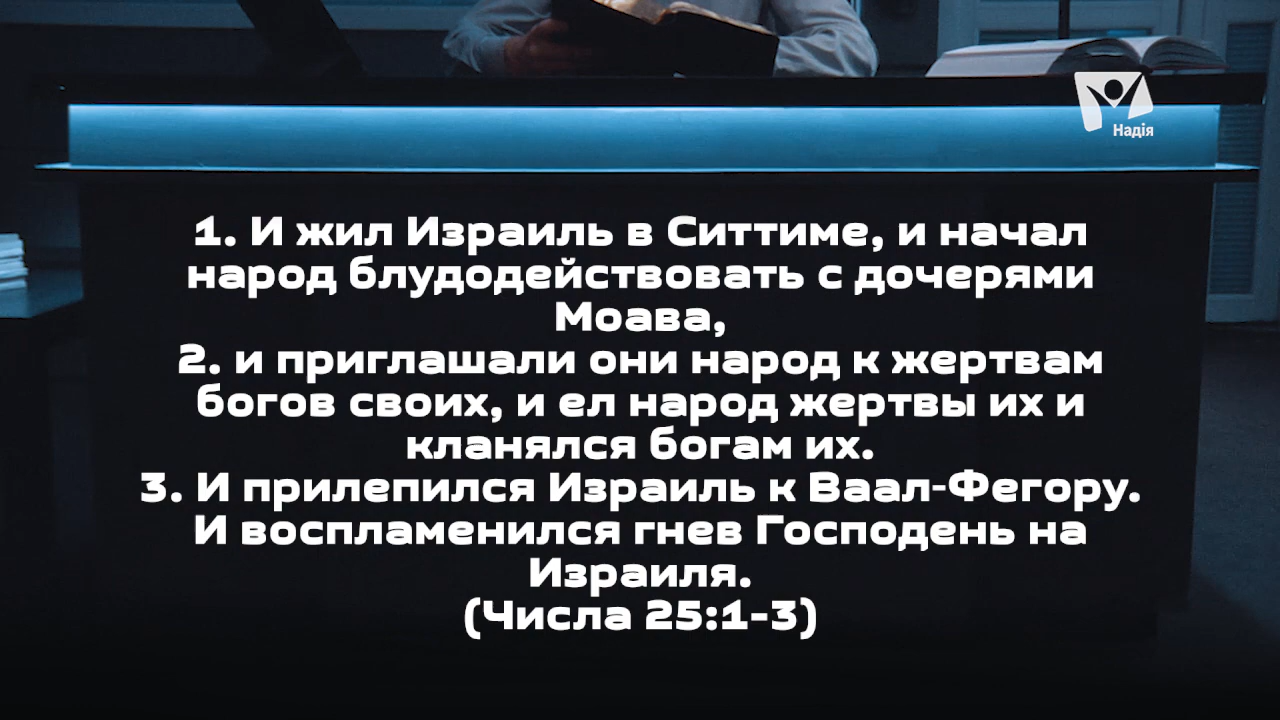 Надія
1. И жил Израиль в Ситтиме, и начал
народ блудодействовать с дочерями
Моава,
2. и приглашали они народ к жертвам
богов своих, и ел народ жертвы их и
кланялся богам их.
3. И прилепился Израиль к Ваал-Фегору.
И воспламенился гнев Господень на
Израиля.
(Числа 25:1-3)